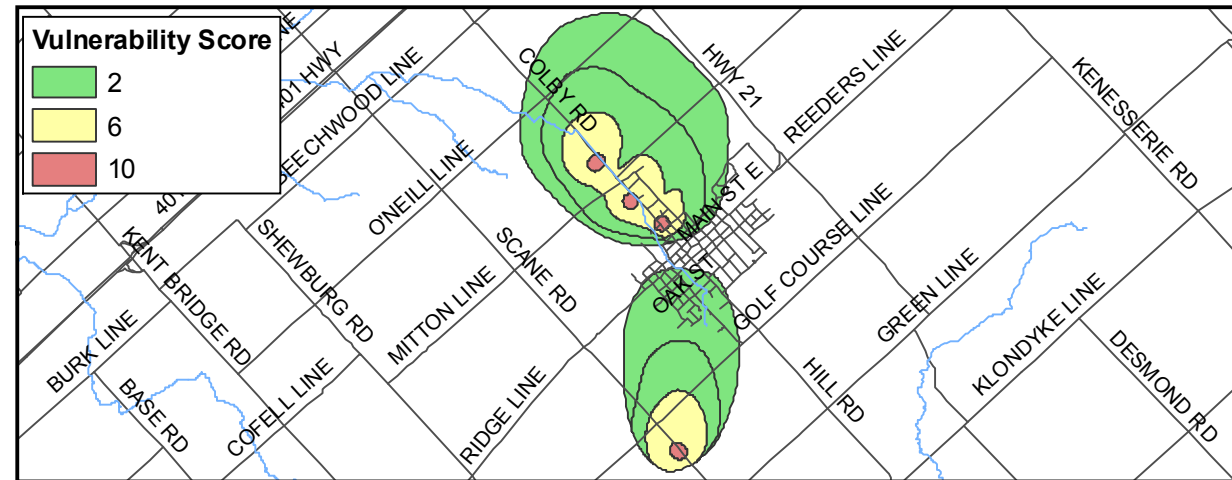 Vulnerability Score
2
6
10
401 HWY
BEECHWOOD LINE
COLBY RD
HWY 21
REEDERS LINE
KENESSERIE RD
O'NEILL LINE
MAIN ST E
OAK ST
GOLF COURSE LINE
KENT BRIDGE RD
SHEWBURG RD
SCANE RD
MITTON LINE
GREEN LINE
KLONDYKE LINE
BURK LINE
BASE RD
COFELL LINE
RIDGE LINE
HILL RD
DESMOND RD